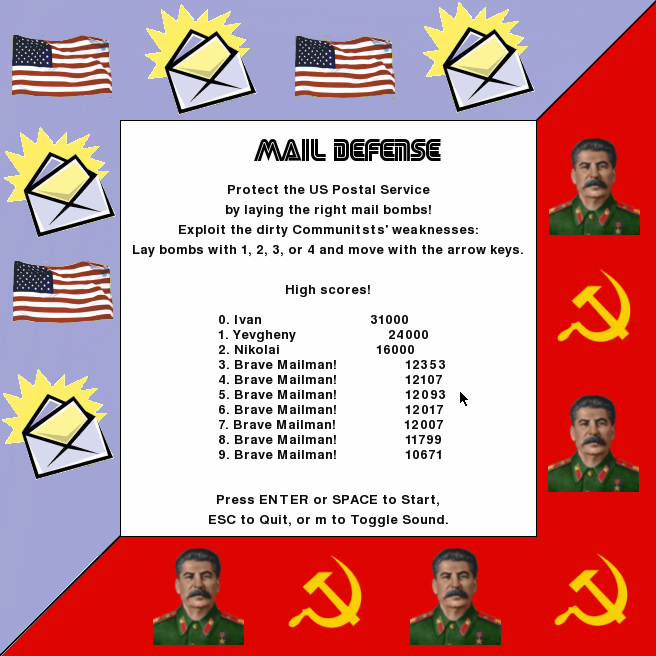 MAIL DEFENSE
Protect the US Postal Service
by laying the right mail bombs!
Exploit the dirty Communitsts' weaknesses:
Lay bombs with 1, 2, 3, or 4 and move with the arrow keys.
High scores!
0. Ivan 31000
1. Yevgheny 24000
2. Nikolai 16000
3. Brave Mailman! 12353
4. Brave Mailman! 12107
5. Brave Mailman! 12093
6. Brave Mailman! 12017
7. Brave Mailman! 12007
8. Brave Mailman! 11799
9. Brave Mailman! 10671
Press ENTER or SPACE to Start,
ESC to Quit, or m to Toggle Sound.